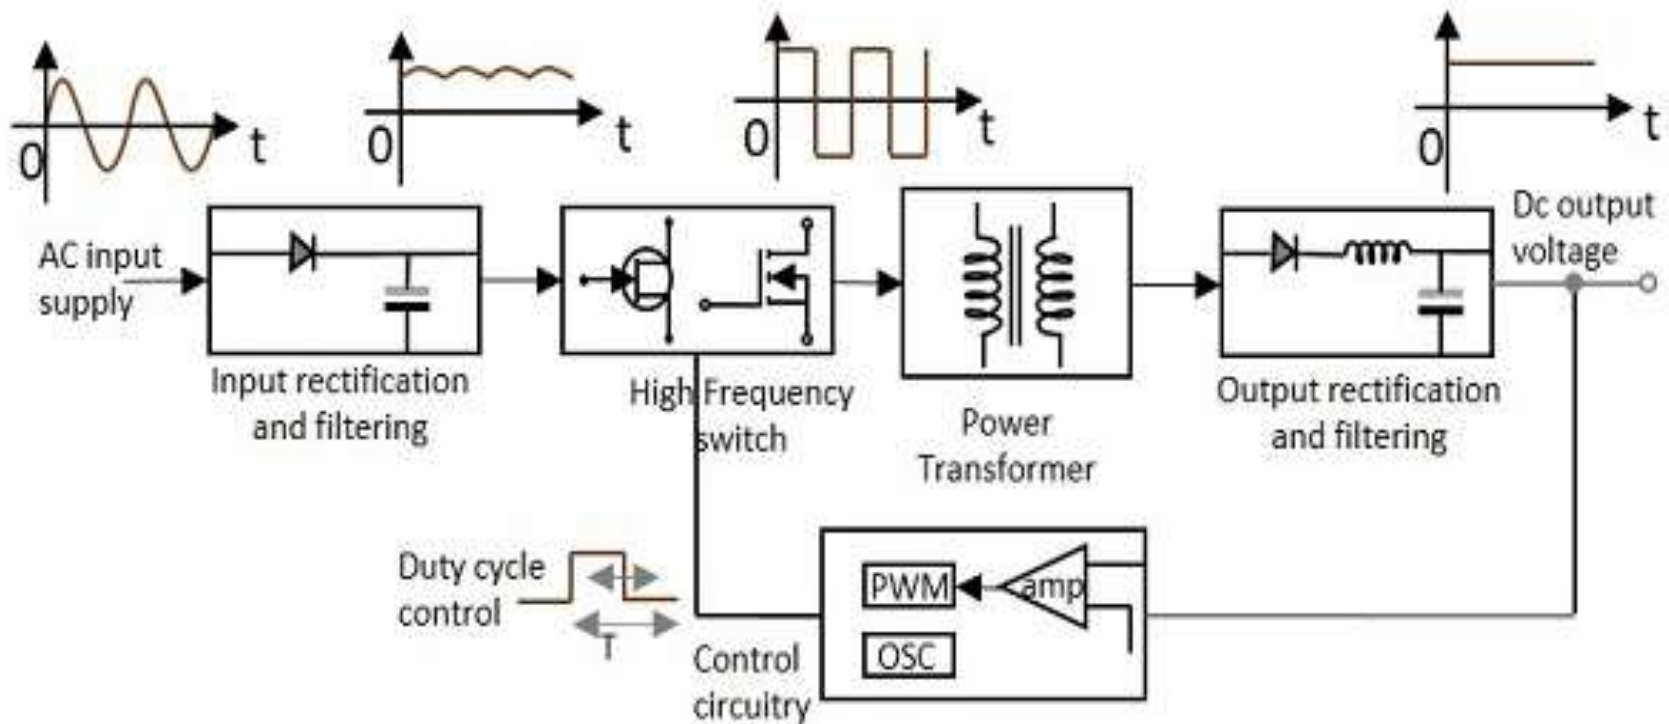 0
t
0
t
0
t
0
t
AC input
supply
Dc output
voltage
Input rectification
and filtering
High Frequency
switch
Power
Transformer
Output rectification
and filtering
Duty cycle
control
T
Control
circuitry
PWM
amp
OSC